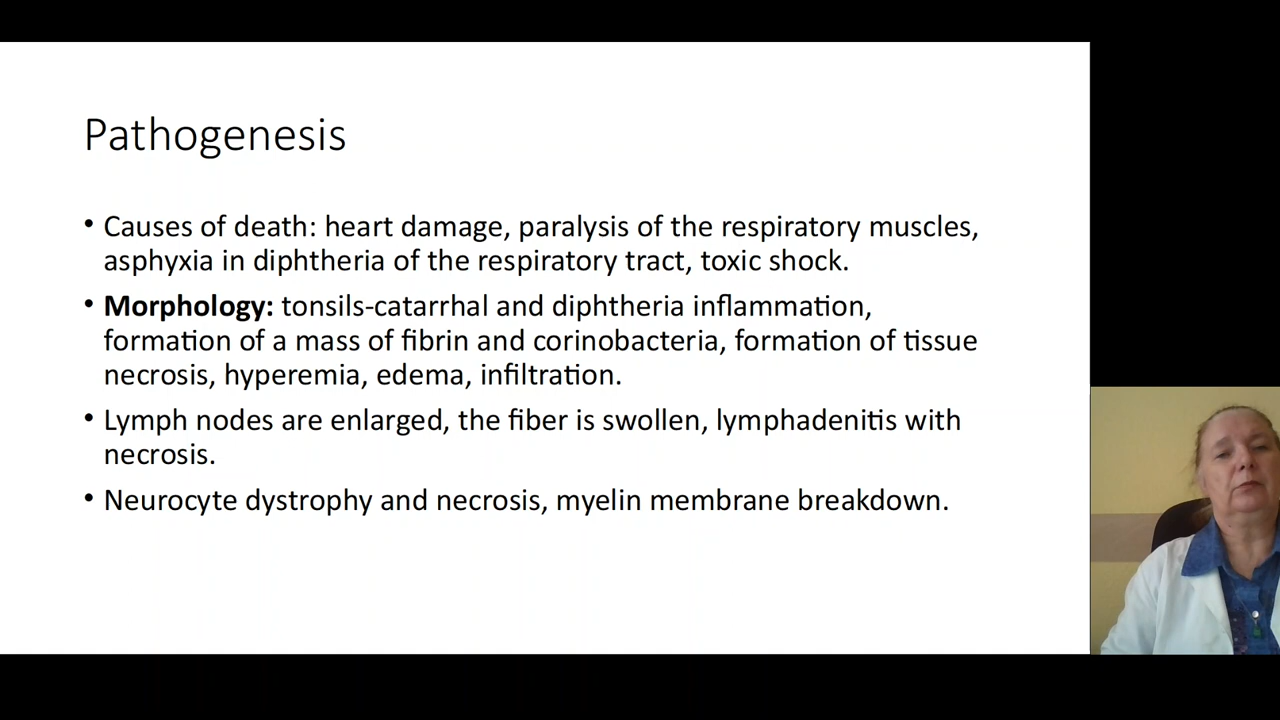 Pathogenesis
• Causes of death: heart damage, paralysis of the respiratory muscles,
asphyxia in diphtheria of the respiratory tract, toxic shock.
• Morphology: tonsils-catarrhal and diphtheria inflammation,
formation of a mass of fibrin and corinobacteria, formation of tissue
necrosis, hyperemia, edema, infiltration.
• Lymph nodes are enlarged, the fiber is swollen, lymphadenitis with
necrosis.
• Neurocyte dystrophy and necrosis, myelin membrane breakdown.